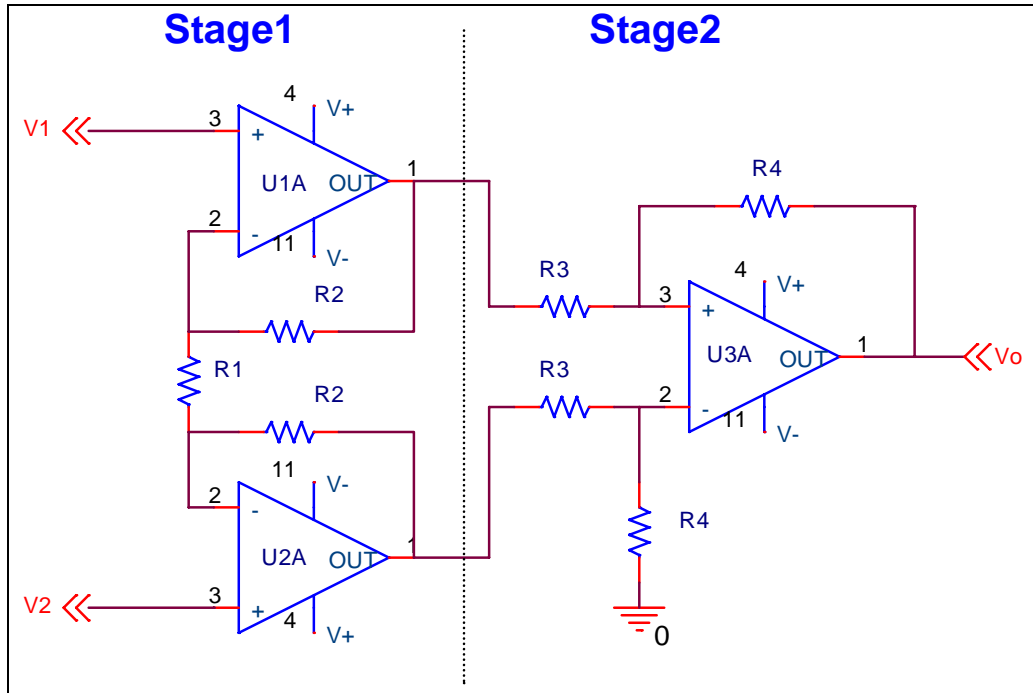 Stage1
Stage2
4
V+
V1
3
+
U1A
OUT
1
2
-
11
V-
R2
R1
R2
11
V-
2
-
U2A
OUT
1
V2
3
+
4
V+
R4
R3
3
+
4
V+
U3A
OUT
1
Vo
R3
2
-
11
V-
R4
0